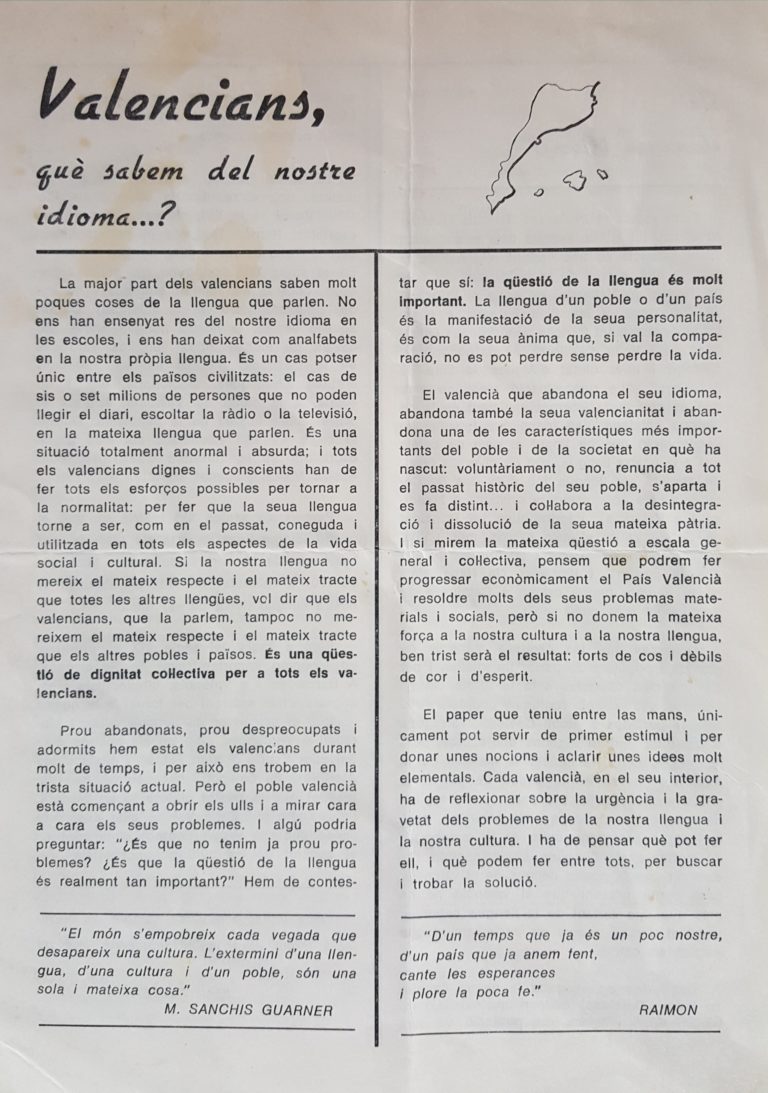 Valencians,
què sabem del nostre
idioma...?
La major part dels valencians saben molt
poques coses de la llengua que parlen. No
ens han ensenyat res del nostre idioma en
les escoles, i ens han deixat com analfabets
en la nostra pròpia llengua. És un cas potser
únic entre els països civilitzats: el cas de
sis o set milions de persones que no poden
llegir el diari, escoltar la ràdio o la televisió,
en la mateixa llengua que parlen. És una
situació totalment anormal i absurda; i tots
els valencians dignes i conscients han de
fer tots els esforços possibles per tornar a
la normalitat: per fer que la seua llengua
torne a ser, com en el passat, coneguda i
utilitzada en tots els aspectes de la vida
social i cultural. Si la nostra llengua no
mereix el mateix respecte i el mateix tracte
que totes les altres llengües, vol dir que els
valencians, que la parlem, tampoc no me-
reixem el mateix respecte i el mateix tracte
que els altres pobles i països. És una qües-
tió de dignitat col·lectiva per a tots els va-
lencians.
Prou abandonats, prou despreocupats i
adormits hem estat els valencians durant
molt de temps, i per això ens trobem en la
trista situació actual. Però el poble valencià
està començant a obrir els ulls i a mirar cara
a cara els seus problemes. I algú podria
preguntar: "¿És que no tenim ja prou pro-
blemes? ¿És que la qüestió de la llengua
és realment tan important?" Hem de contes-
"El món s'empobreix cada vegada que
desapareix una cultura. L'extermini d'una llen-
gua, d'una cultura i d'un poble, són una
sola i mateixa cosa."
M. SANCHIS GUARNER
tar que sí: la qüestió de la llengua és molt
important. La llengua d'un poble o d'un país
és la manifestació de la seua personalitat,
és com la seua ànima que, si val la compa-
ració, no es pot perdre sense perdre la vida.
El valencià que abandona el seu idioma,
abandona també la seua valencianitat i aban-
dona una de les característiques més impor-
tants del poble i de la societat en què ha
nascut: voluntàriament o no, renuncia a tot
el passat històric del seu poble, s'aparta i
es fa distint... i col·labora a la desintegra-
ció i dissolució de la seua mateixa pàtria.
I si mirem la mateixa qüestió a escala ge-
neral i col·lectiva, pensem que podrem fer
progressar econòmicament el País Valencià
i resoldre molts dels seus problemas mate-
rials i socials, però si no donem la mateixa
força a la nostra cultura i a la nostra llengua,
ben trist serà el resultat: forts de cos i dèbils
de cor i d'esperit.
El paper que teniu entre las mans, úni-
cament pot servir de primer estímul i per
donar unes nocions i aclarir unes idees molt
elementals. Cada valencià, en el seu interior,
ha de reflexionar sobre la urgència i la gra-
vetat dels problemes de la nostra llengua i
la nostra cultura. I ha de pensar què pot fer
ell, i què podem fer entre tots, per buscar
i trobar la solució.
"D'un temps que ja és un poc nostre,
d'un país que ja anem fent,
cante les esperances
i plore la poca fe."
RAIMON